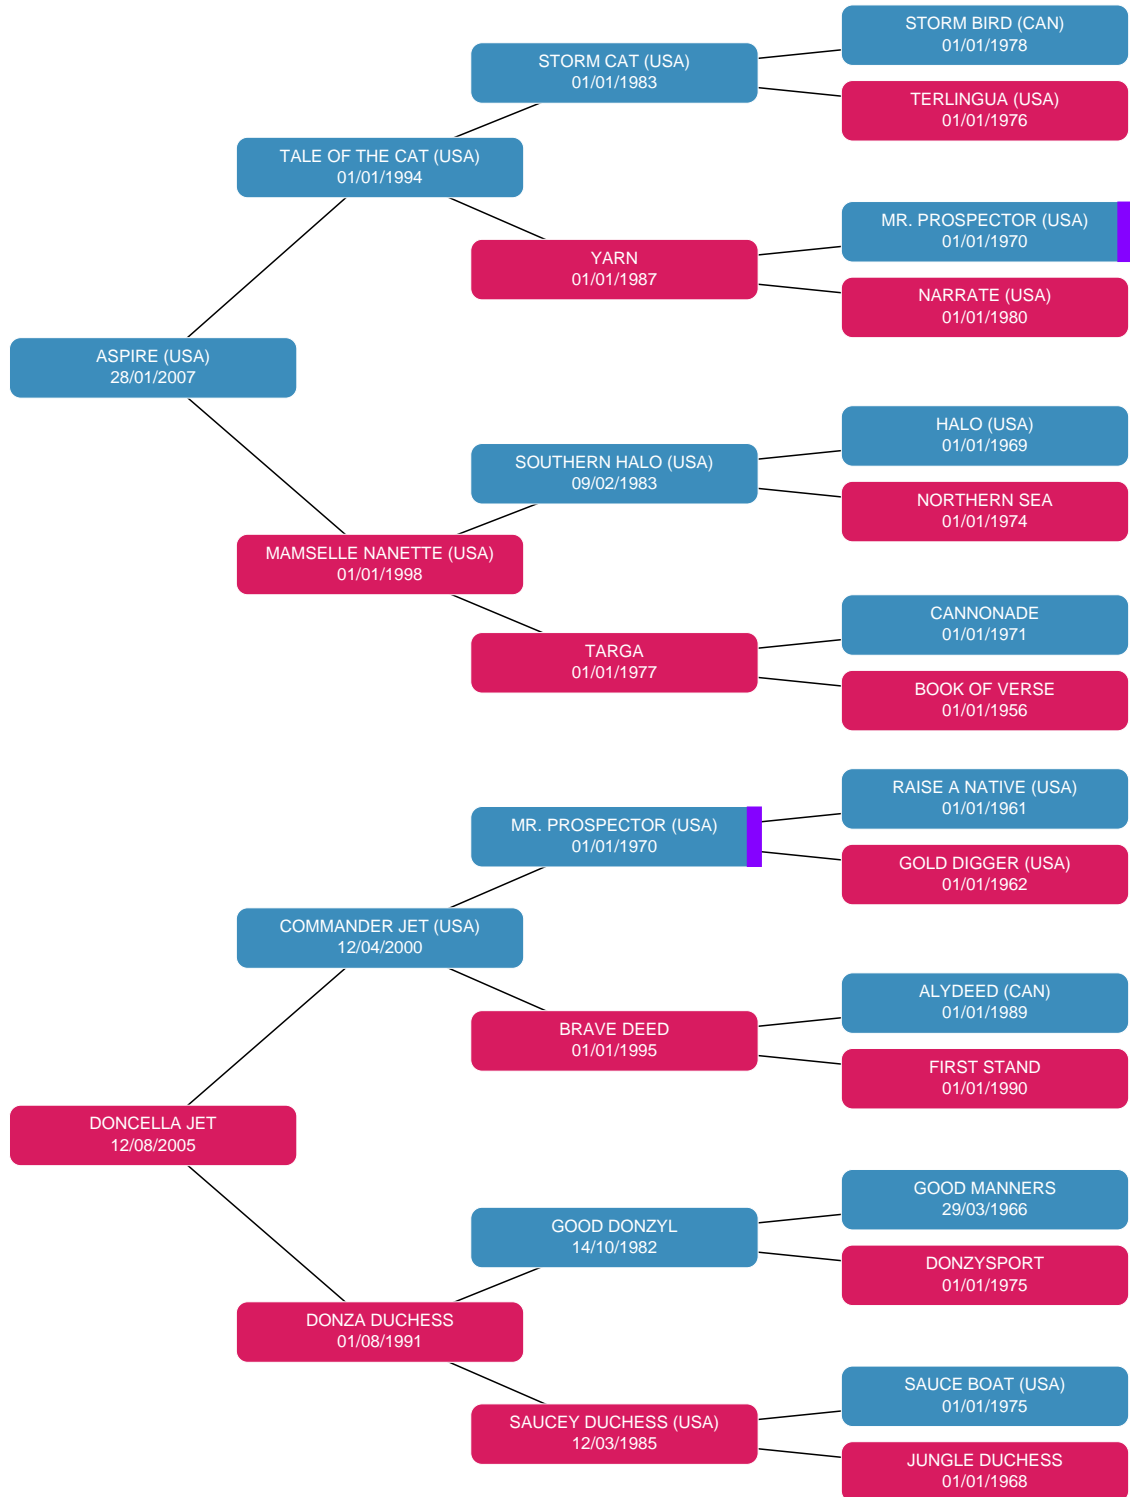 STORM BIRD (CAN)
01/01/1978
STORM CAT (USA)
01/01/1983
TERLINGUA (USA)
01/01/1976
TALE OF THE CAT (USA)
01/01/1994
MR. PROSPECTOR (USA)
01/01/1970
YARN
01/01/1987
NARRATE (USA)
01/01/1980
ASPIRE (USA)
28/01/2007
HALO (USA)
01/01/1969
SOUTHERN HALO (USA)
09/02/1983
NORTHERN SEA
01/01/1974
MAMSELLE NANETTE (USA)
01/01/1998
CANNONADE
01/01/1971
TARGA
01/01/1977
BOOK OF VERSE
01/01/1956
RAISE A NATIVE (USA)
01/01/1961
MR. PROSPECTOR (USA)
01/01/1970
GOLD DIGGER (USA)
01/01/1962
COMMANDER JET (USA)
12/04/2000
ALYDEED (CAN)
01/01/1989
BRAVE DEED
01/01/1995
FIRST STAND
01/01/1990
DONCELLA JET
12/08/2005
GOOD MANNERS
29/03/1966
GOOD DONZYL
14/10/1982
DONZYSPORT
01/01/1975
DONZA DUCHESS
01/08/1991
SAUCE BOAT (USA)
01/01/1975
SAUCEY DUCHESS (USA)
12/03/1985
JUNGLE DUCHESS
01/01/1968